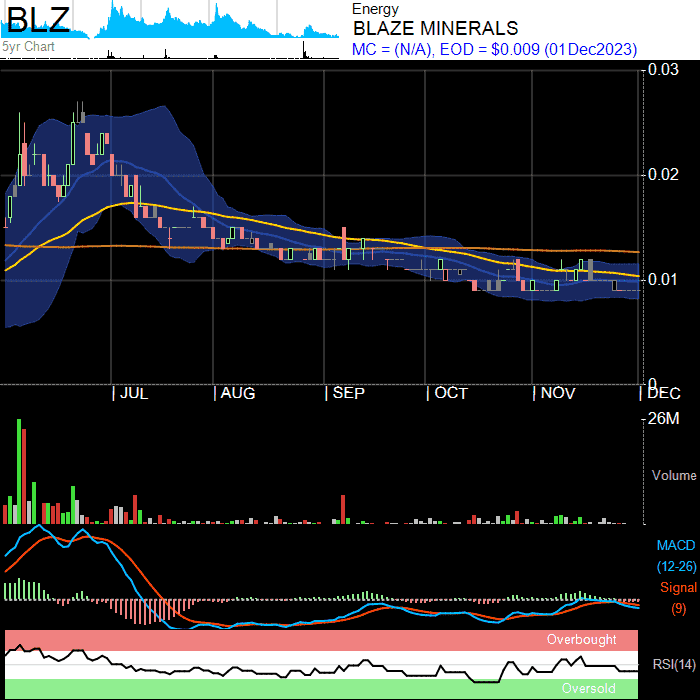 BLZ
5yr Chart
Energy
BLAZE MINERALS
MC = (N/A), EOD = $0.009 (01Dec2023)
0.03
0.02
0.01
0
JUL AUG SEP OCT NOV DEC
26M
Volume
MACD
(12-26)
Signal
(9)
Overbought
RSI(14)
Oversold